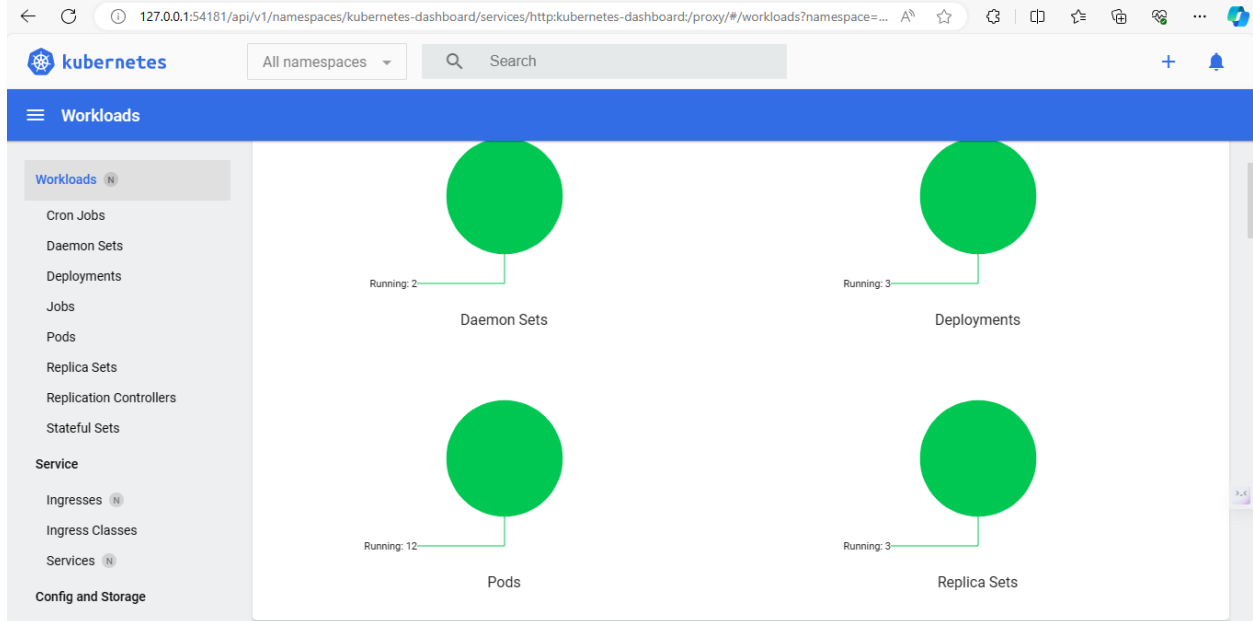 127.0.0.1:54181/api/v1/namespaces/kubernetes-dashboard/services/http:kubernetes-dashboard:/proxy/#/workloads?namespace=...
kubernetes
All namespaces
Search
Workloads
Workloads N
Cron Jobs
Daemon Sets
Deployments
Jobs
Pods
Replica Sets
Replication Controllers
Stateful Sets
Service
Ingresses N
Ingress Classes
Services N
Config and Storage
Running: 2
Running: 3
Daemon Sets
Deployments
Running: 12
Running: 3
Pods
Replica Sets